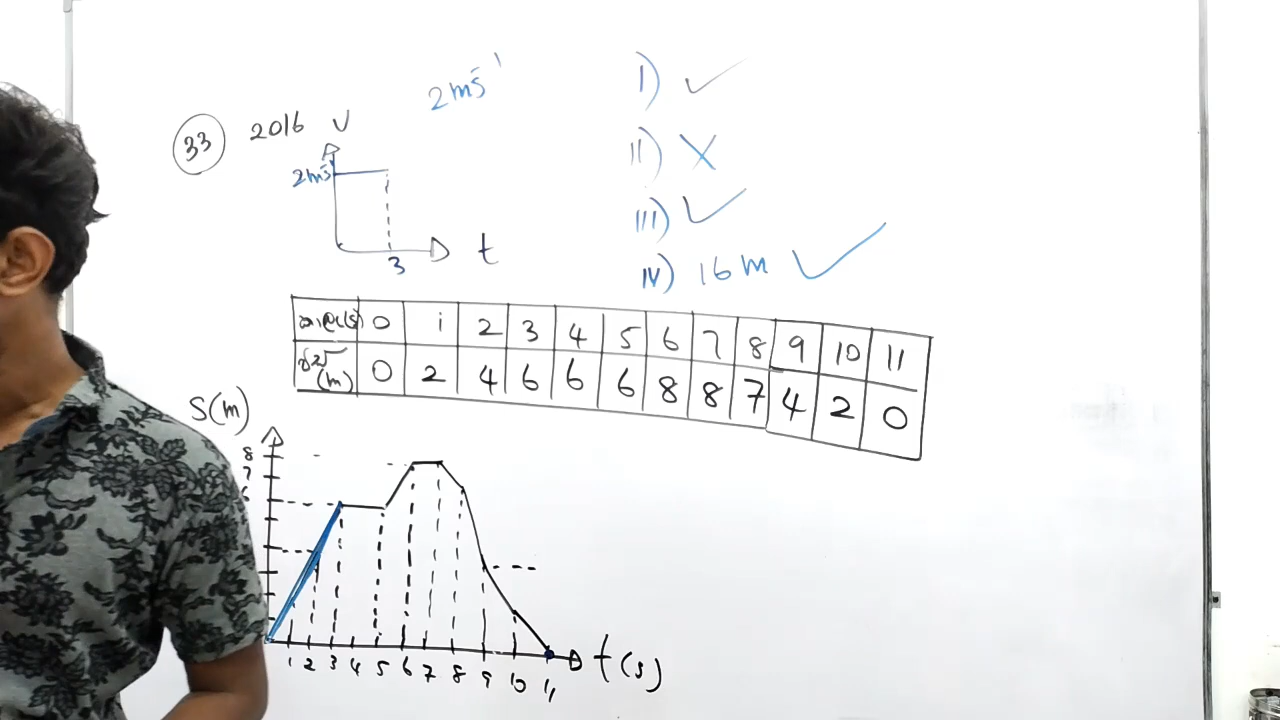 33 2016 V
2ms⁻¹
2ms⁻¹
3
t
I) ✓
II) X
III) ✓
IV) 16 m ✓
(s) 0 1 2 3 4 5 6 7 8 9 10 11
(m) 0 2 4 6 6 6 8 8 7 4 2 0
S(m)
8
7
6
1 2 3 4 5 6 7 8 9 10 11
t(s)